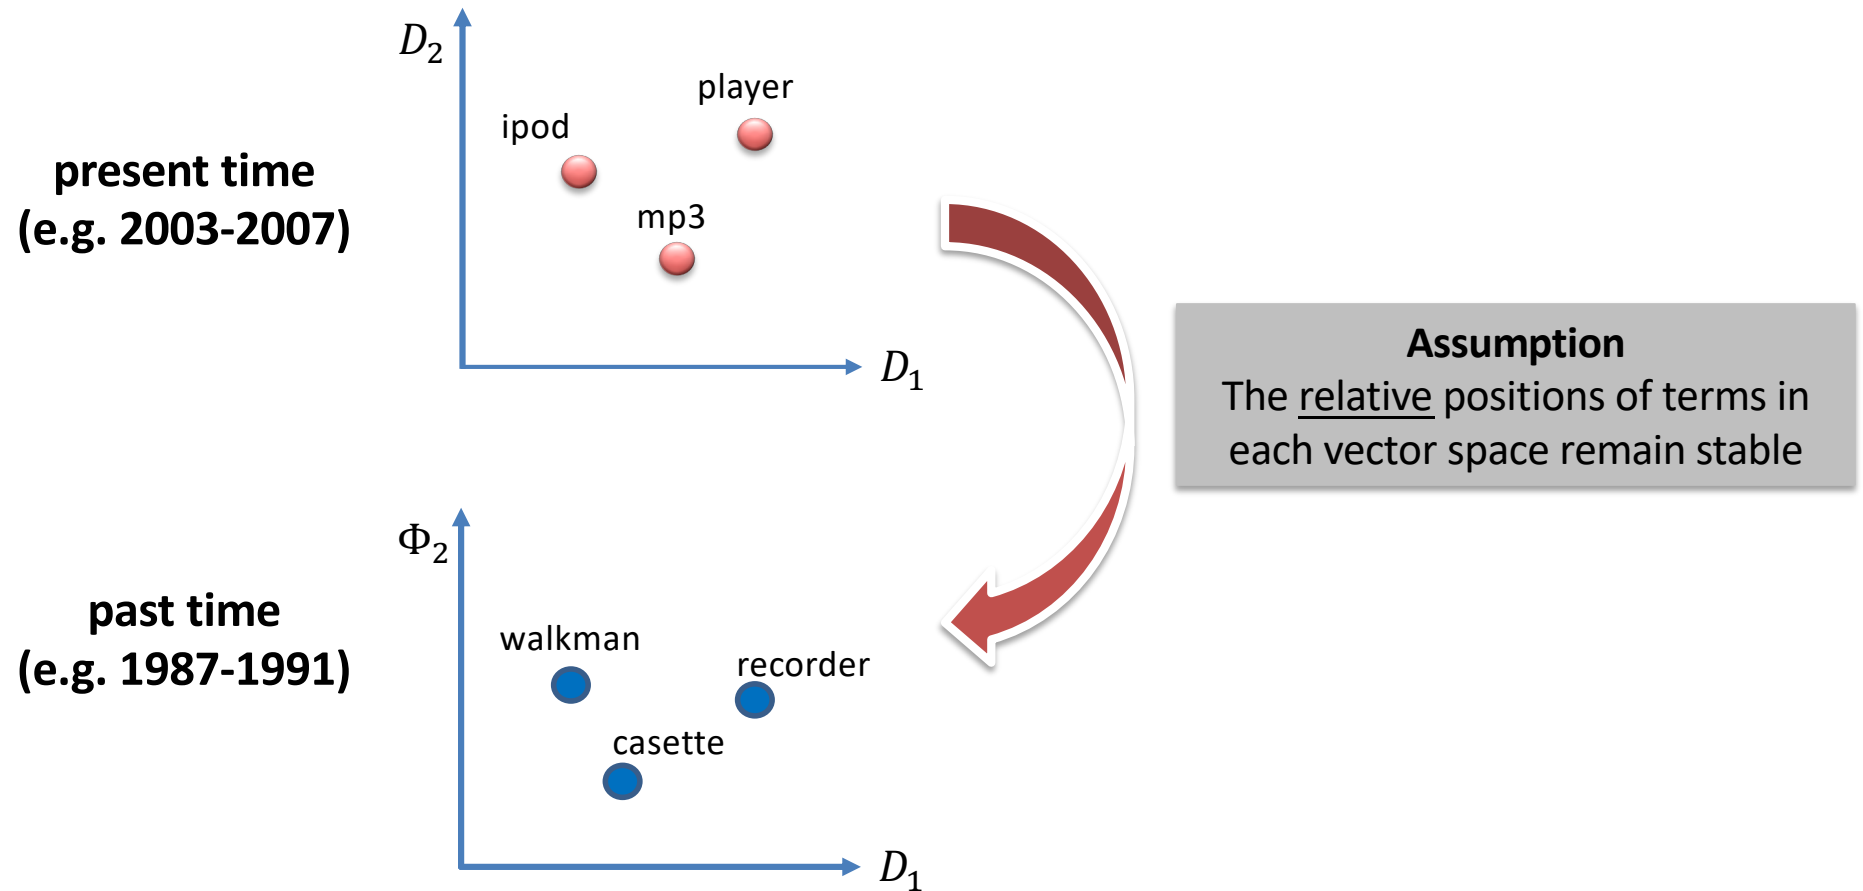 D₂
player
ipod
present time
(e.g. 2003-2007)
mp3
D₁
Assumption
The relative positions of terms in
each vector space remain stable
Φ₂
past time
(e.g. 1987-1991)
walkman
recorder
casette
D₁